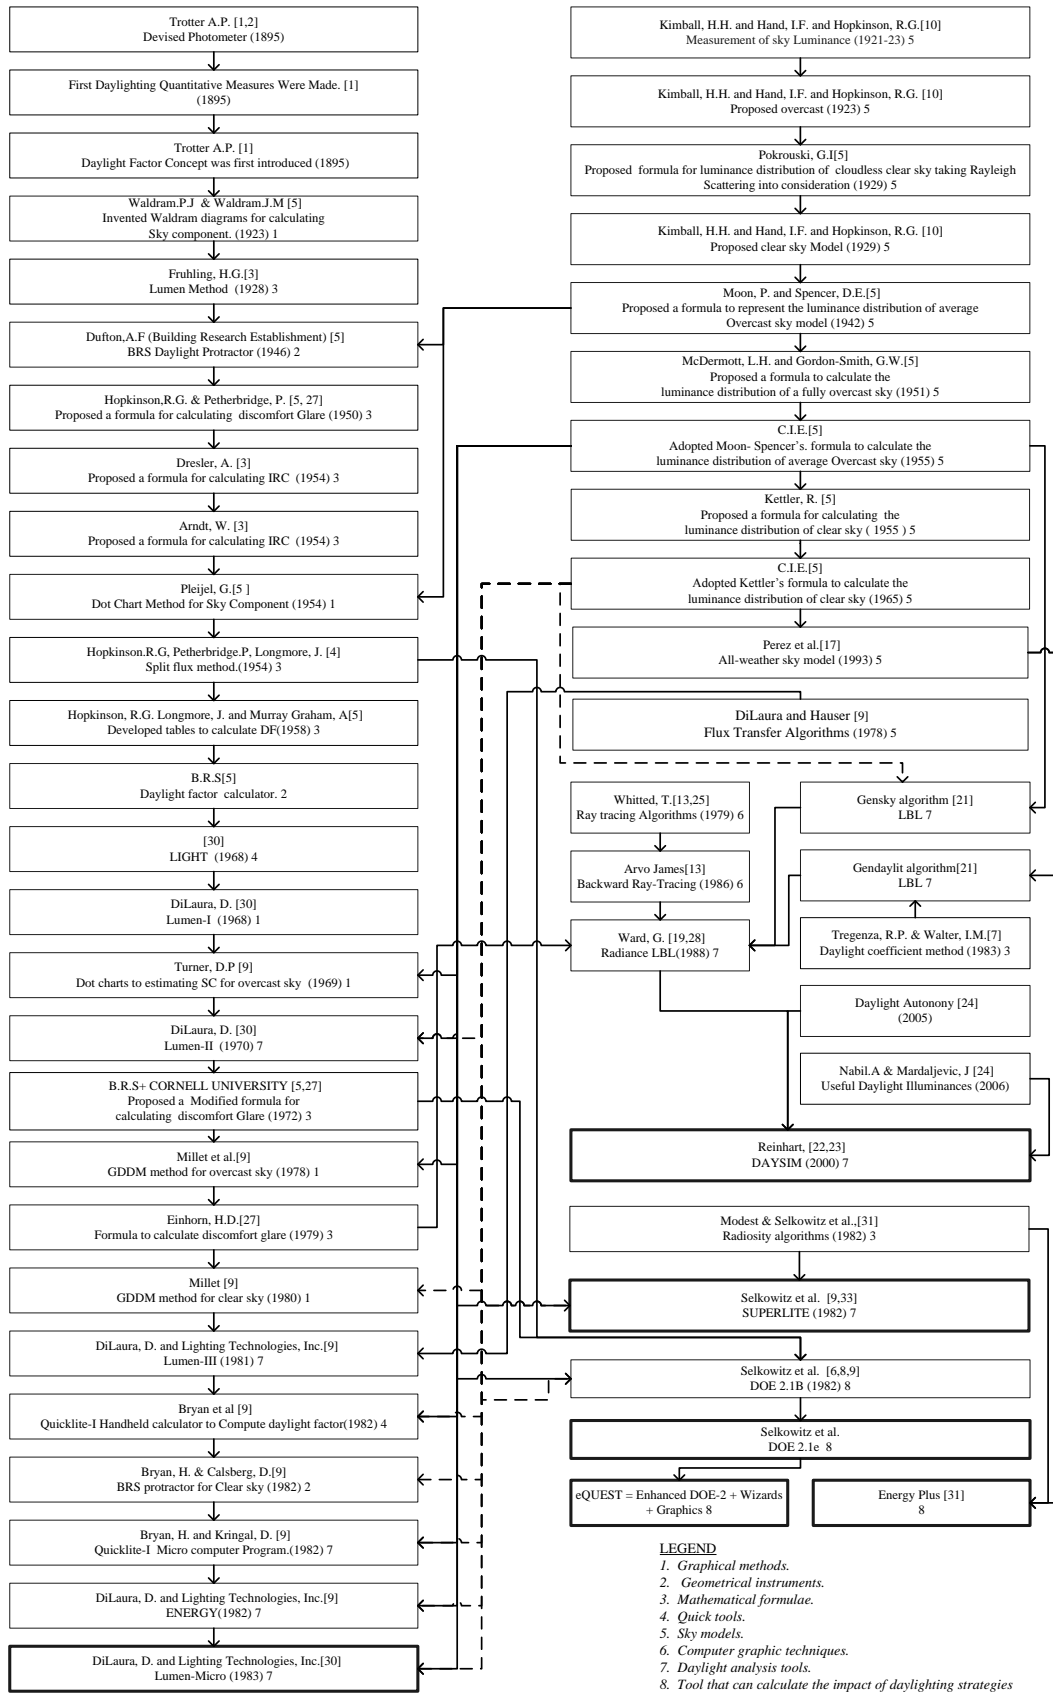 Trotter A.P. [1,2]
Devised Photometer (1895)
First Daylighting Quantitative Measures Were Made. [1]
(1895)
Trotter A.P. [1]
Daylight Factor Concept was first introduced (1895)
Waldram.P.J & Waldram.J.M [5]
Invented Waldram diagrams for calculating
Sky component. (1923) 1
Fruhling, H.G.[3]
Lumen Method (1928) 3
Dufton,A.F (Building Research Establishment) [5]
BRS Daylight Protractor (1946) 2
Hopkinson,R.G. & Petherbridge, P. [5, 27]
Proposed a formula for calculating discomfort Glare (1950) 3
Dresler, A. [3]
Proposed a formula for calculating IRC (1954) 3
Arndt, W. [3]
Proposed a formula for calculating IRC (1954) 3
Pleijel, G.[5 ]
Dot Chart Method for Sky Component (1954) 1
Hopkinson.R.G, Petherbridge.P, Longmore, J. [4]
Split flux method.(1954) 3
Hopkinson, R.G. Longmore, J. and Murray Graham, A[5]
Developed tables to calculate DF(1958) 3
B.R.S[5]
Daylight factor calculator. 2
[30]
LIGHT (1968) 4
DiLaura, D. [30]
Lumen-I (1968) 1
Turner, D.P [9]
Dot charts to estimating SC for overcast sky (1969) 1
DiLaura, D. [30]
Lumen-II (1970) 7
B.R.S+ CORNELL UNIVERSITY [5,27]
Proposed a Modified formula for
calculating discomfort Glare (1972) 3
Millet et al.[9]
GDDM method for overcast sky (1978) 1
Einhorn, H.D.[27]
Formula to calculate discomfort glare (1979) 3
Millet [9]
GDDM method for clear sky (1980) 1
DiLaura, D. and Lighting Technologies, Inc.[9]
Lumen-III (1981) 7
Bryan et al [9]
Quicklite-I Handheld calculator to Compute daylight factor(1982) 4
Bryan, H. & Calsberg, D.[9]
BRS protractor for Clear sky (1982) 2
Bryan, H. and Kringal, D. [9]
Quicklite-I Micro computer Program.(1982) 7
DiLaura, D. and Lighting Technologies, Inc.[9]
ENERGY(1982) 7
DiLaura, D. and Lighting Technologies, Inc.[30]
Lumen-Micro (1983) 7
Kimball, H.H. and Hand, I.F. and Hopkinson, R.G.[10]
Measurement of sky Luminance (1921-23) 5
Kimball, H.H. and Hand, I.F. and Hopkinson, R.G. [10]
Proposed overcast (1923) 5
Pokrouski, G.I[5]
Proposed formula for luminance distribution of cloudless clear sky taking Rayleigh
Scattering into consideration (1929) 5
Kimball, H.H. and Hand, I.F. and Hopkinson, R.G. [10]
Proposed clear sky Model (1929) 5
Moon, P. and Spencer, D.E.[5]
Proposed a formula to represent the luminance distribution of average
Overcast sky model (1942) 5
McDermott, L.H. and Gordon-Smith, G.W.[5]
Proposed a formula to calculate the
luminance distribution of a fully overcast sky (1951) 5
C.I.E.[5]
Adopted Moon- Spencer's. formula to calculate the
luminance distribution of average Overcast sky (1955) 5
Kettler, R. [5]
Proposed a formula for calculating the
luminance distribution of clear sky ( 1955 ) 5
C.I.E.[5]
Adopted Kettler's formula to calculate the
luminance distribution of clear sky (1965) 5
Perez et al.[17]
All-weather sky model (1993) 5
DiLaura and Hauser [9]
Flux Transfer Algorithms (1978) 5
Whitted, T.[13,25]
Ray tracing Algorithms (1979) 6
Gensky algorithm [21]
LBL 7
Arvo James[13]
Backward Ray-Tracing (1986) 6
Gendaylit algorithm[21]
LBL 7
Ward, G. [19,28]
Radiance LBL(1988) 7
Tregenza, R.P. & Walter, I.M.[7]
Daylight coefficient method (1983) 3
Daylight Autonony [24]
(2005)
Nabil.A & Mardaljevic, J [24]
Useful Daylight Illuminances (2006)
Reinhart, [22,23]
DAYSIM (2000) 7
Modest & Selkowitz et al.,[31]
Radiosity algorithms (1982) 3
Selkowitz et al. [9,33]
SUPERLITE (1982) 7
Selkowitz et al. [6,8,9]
DOE 2.1B (1982) 8
Selkowitz et al.
DOE 2.1e 8
eQUEST = Enhanced DOE-2 + Wizards
+ Graphics 8
Energy Plus [31]
8
LEGEND
1. Graphical methods.
2. Geometrical instruments.
3. Mathematical formulae.
4. Quick tools.
5. Sky models.
6. Computer graphic techniques.
7. Daylight analysis tools.
8. Tool that can calculate the impact of daylighting strategies